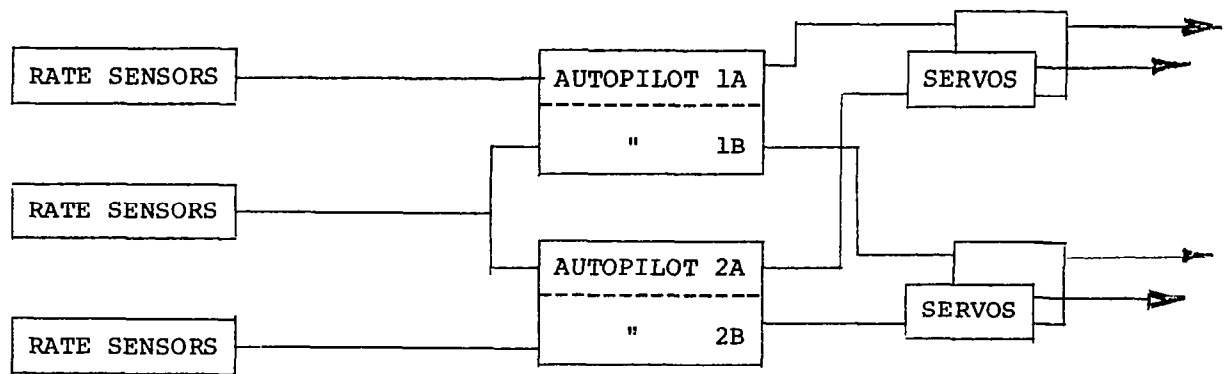 RATE SENSORS
AUTOPILOT 1A
" 1B
SERVOS
RATE SENSORS
AUTOPILOT 2A
" 2B
SERVOS
RATE SENSORS